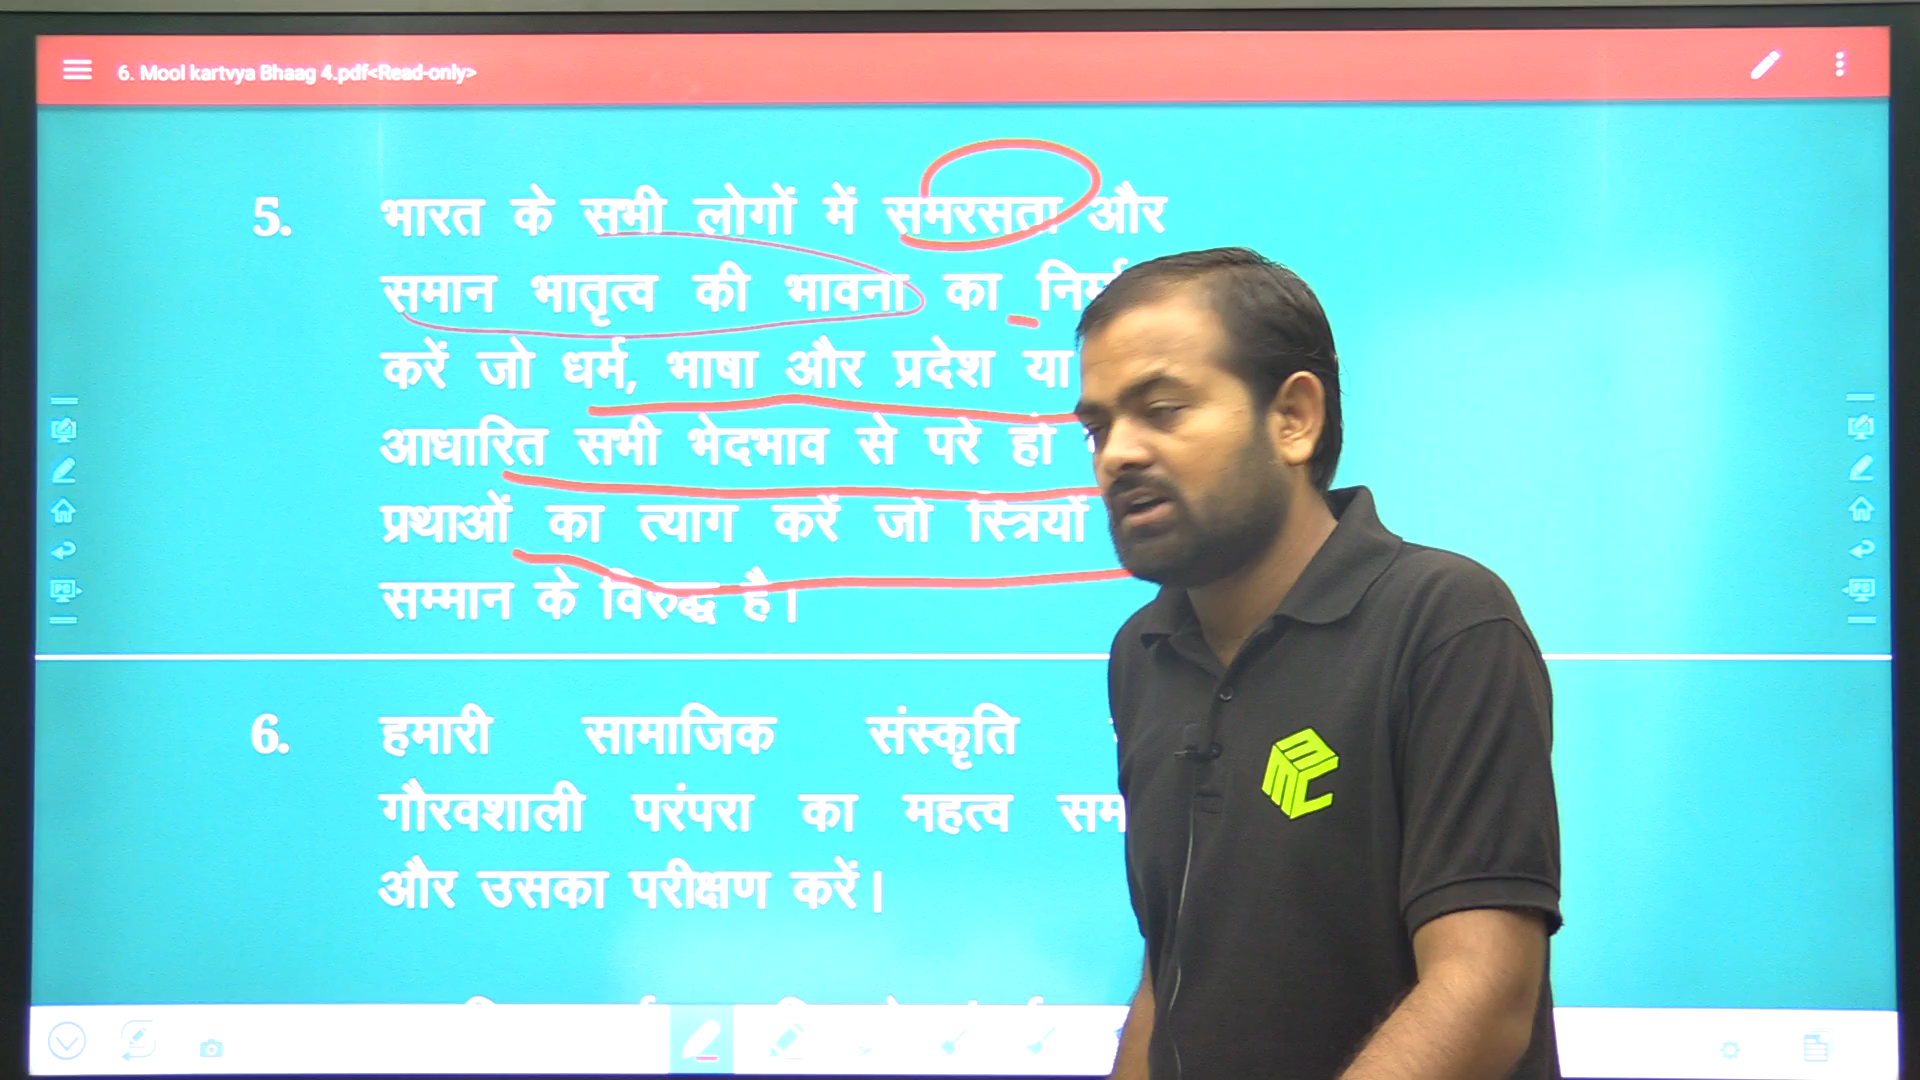 6. Mool kartvya Bhaag 4.pdf<Read-only>
5. भारत के सभी लोगों में समरसता और
समान भातृत्व की भावना का
करें जो धर्म, भाषा और प्रदेश या
आधारित सभी भेदभाव से परे हो
प्रथाओं का त्याग करें जो स्त्रियों
सम्मान के विरुद्ध है।
6. हमारी सामाजिक संस्कृति
गौरवशाली परंपरा का महत्व
और उसका परीक्षण करें।
MMC